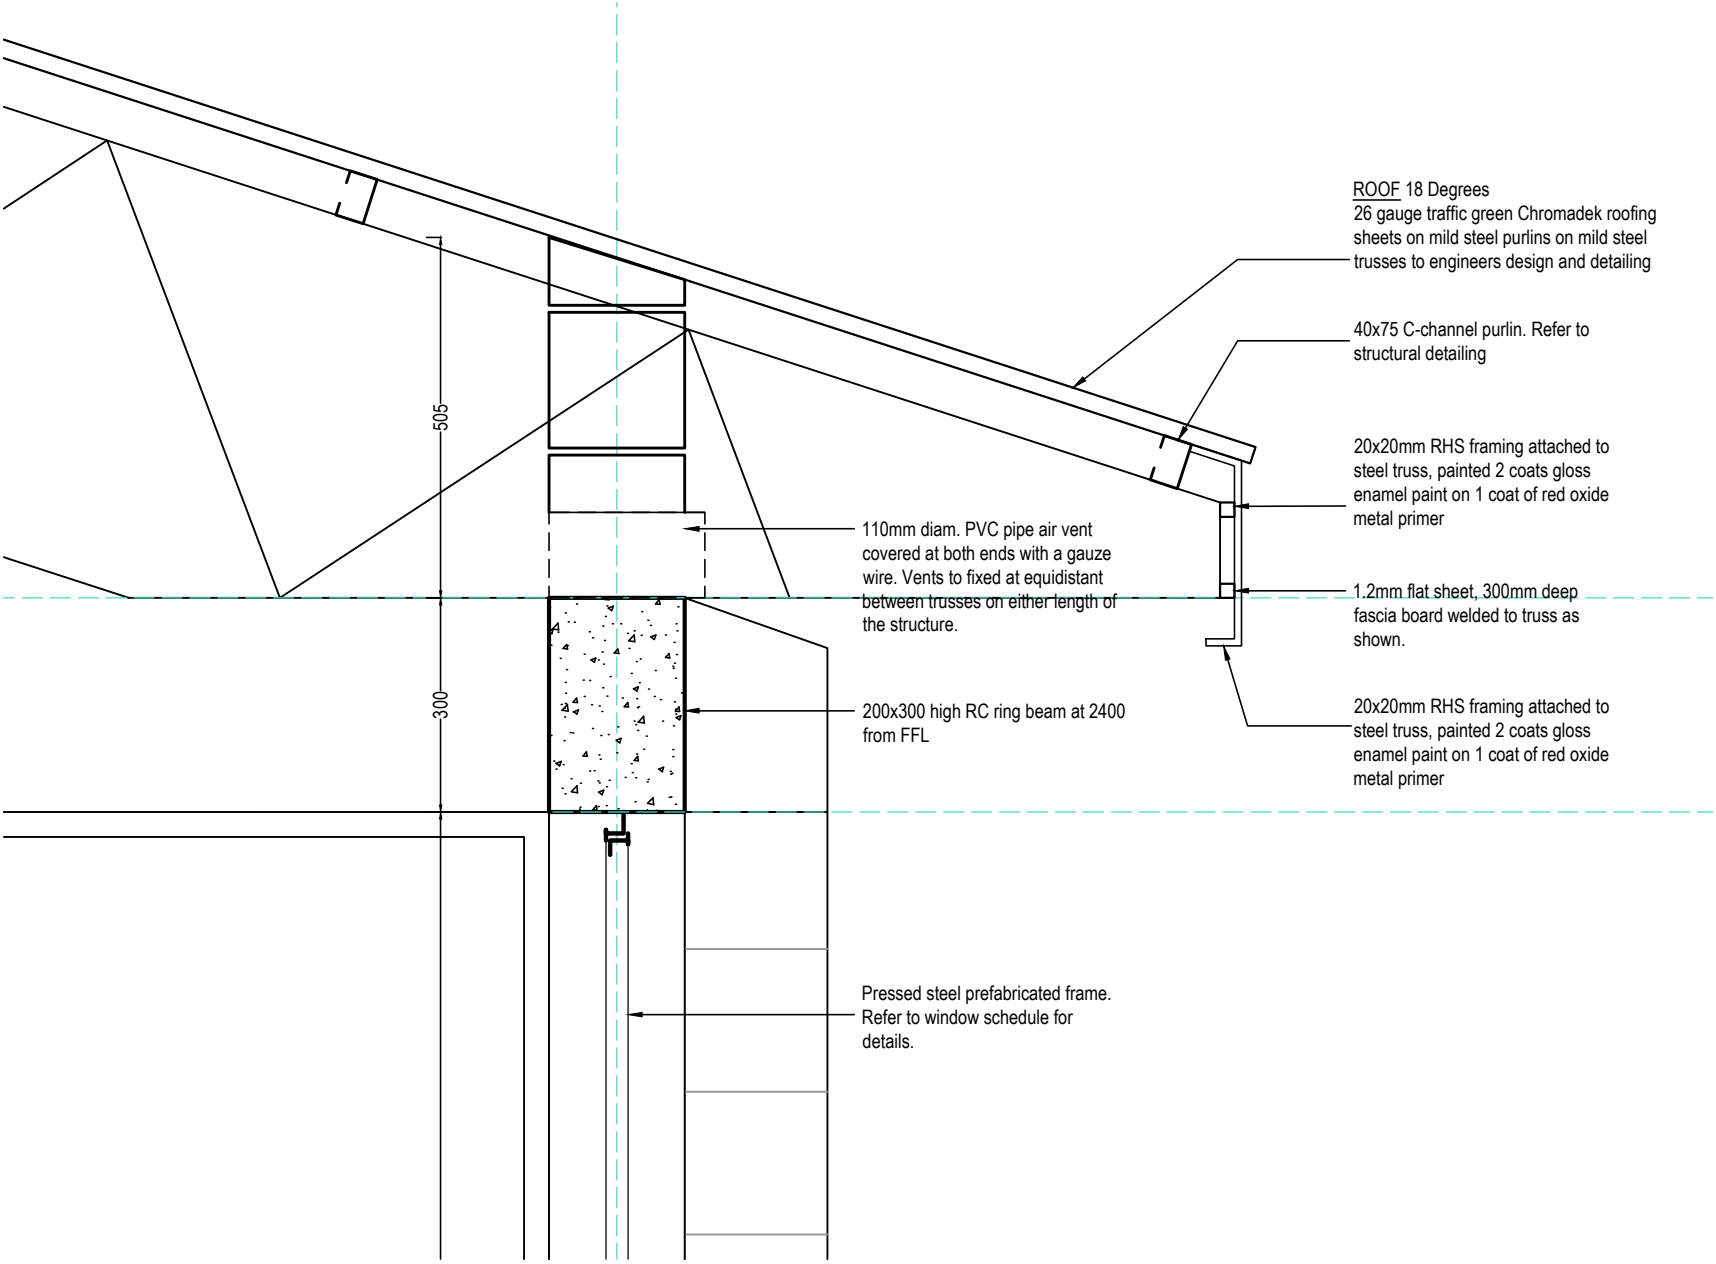 ROOF 18 Degrees
26 gauge traffic green Chromadek roofing
sheets on mild steel purlins on mild steel
trusses to engineers design and detailing
40x75 C-channel purlin. Refer to
structural detailing
20x20mm RHS framing attached to
steel truss, painted 2 coats gloss
enamel paint on 1 coat of red oxide
metal primer
505
110mm diam. PVC pipe air vent
covered at both ends with a gauze
wire. Vents to fixed at equidistant
between trusses on either length of
the structure.
1.2mm flat sheet, 300mm deep
fascia board welded to truss as
shown.
300
200x300 high RC ring beam at 2400
from FFL
20x20mm RHS framing attached to
steel truss, painted 2 coats gloss
enamel paint on 1 coat of red oxide
metal primer
Pressed steel prefabricated frame.
Refer to window schedule for
details.